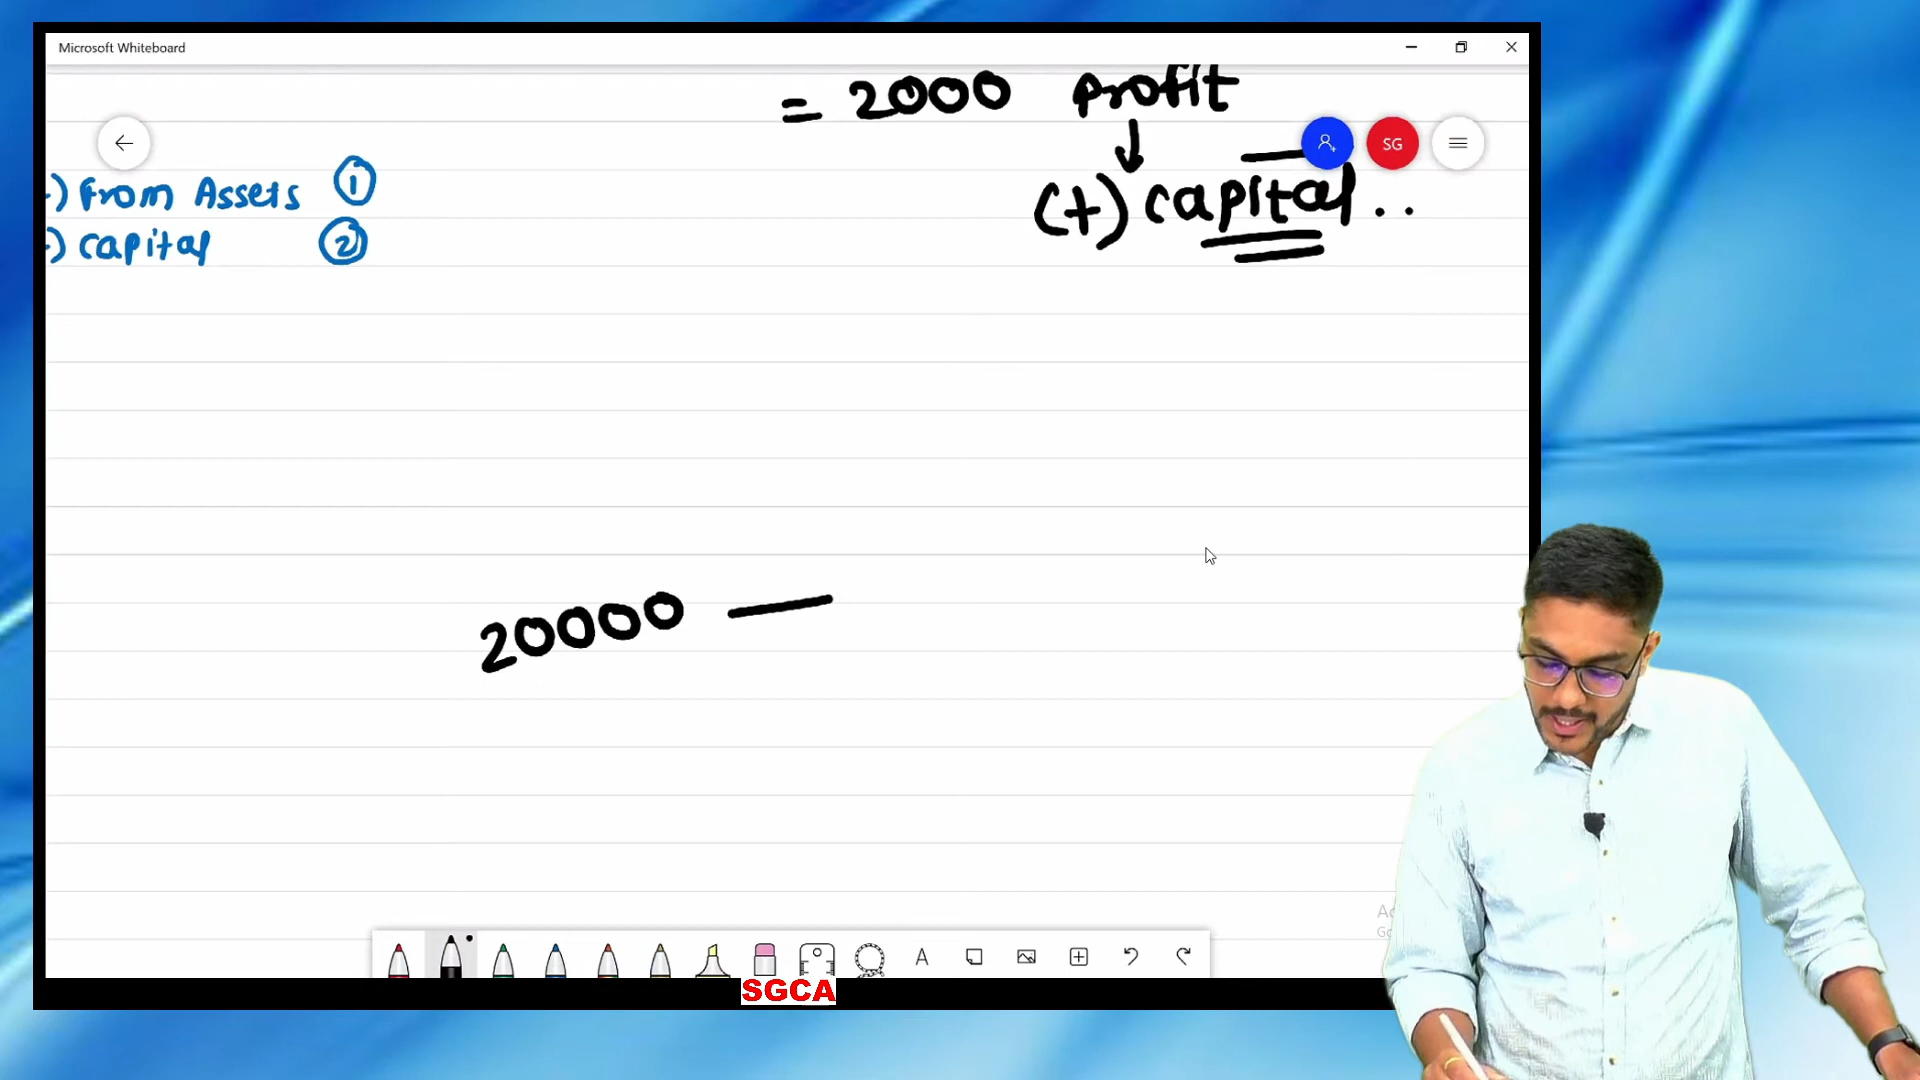 Microsoft Whiteboard
= 2000 profit
SG
-) From Assets ①
(+) capital..
-) capital ②
20000 —
A
SGCA